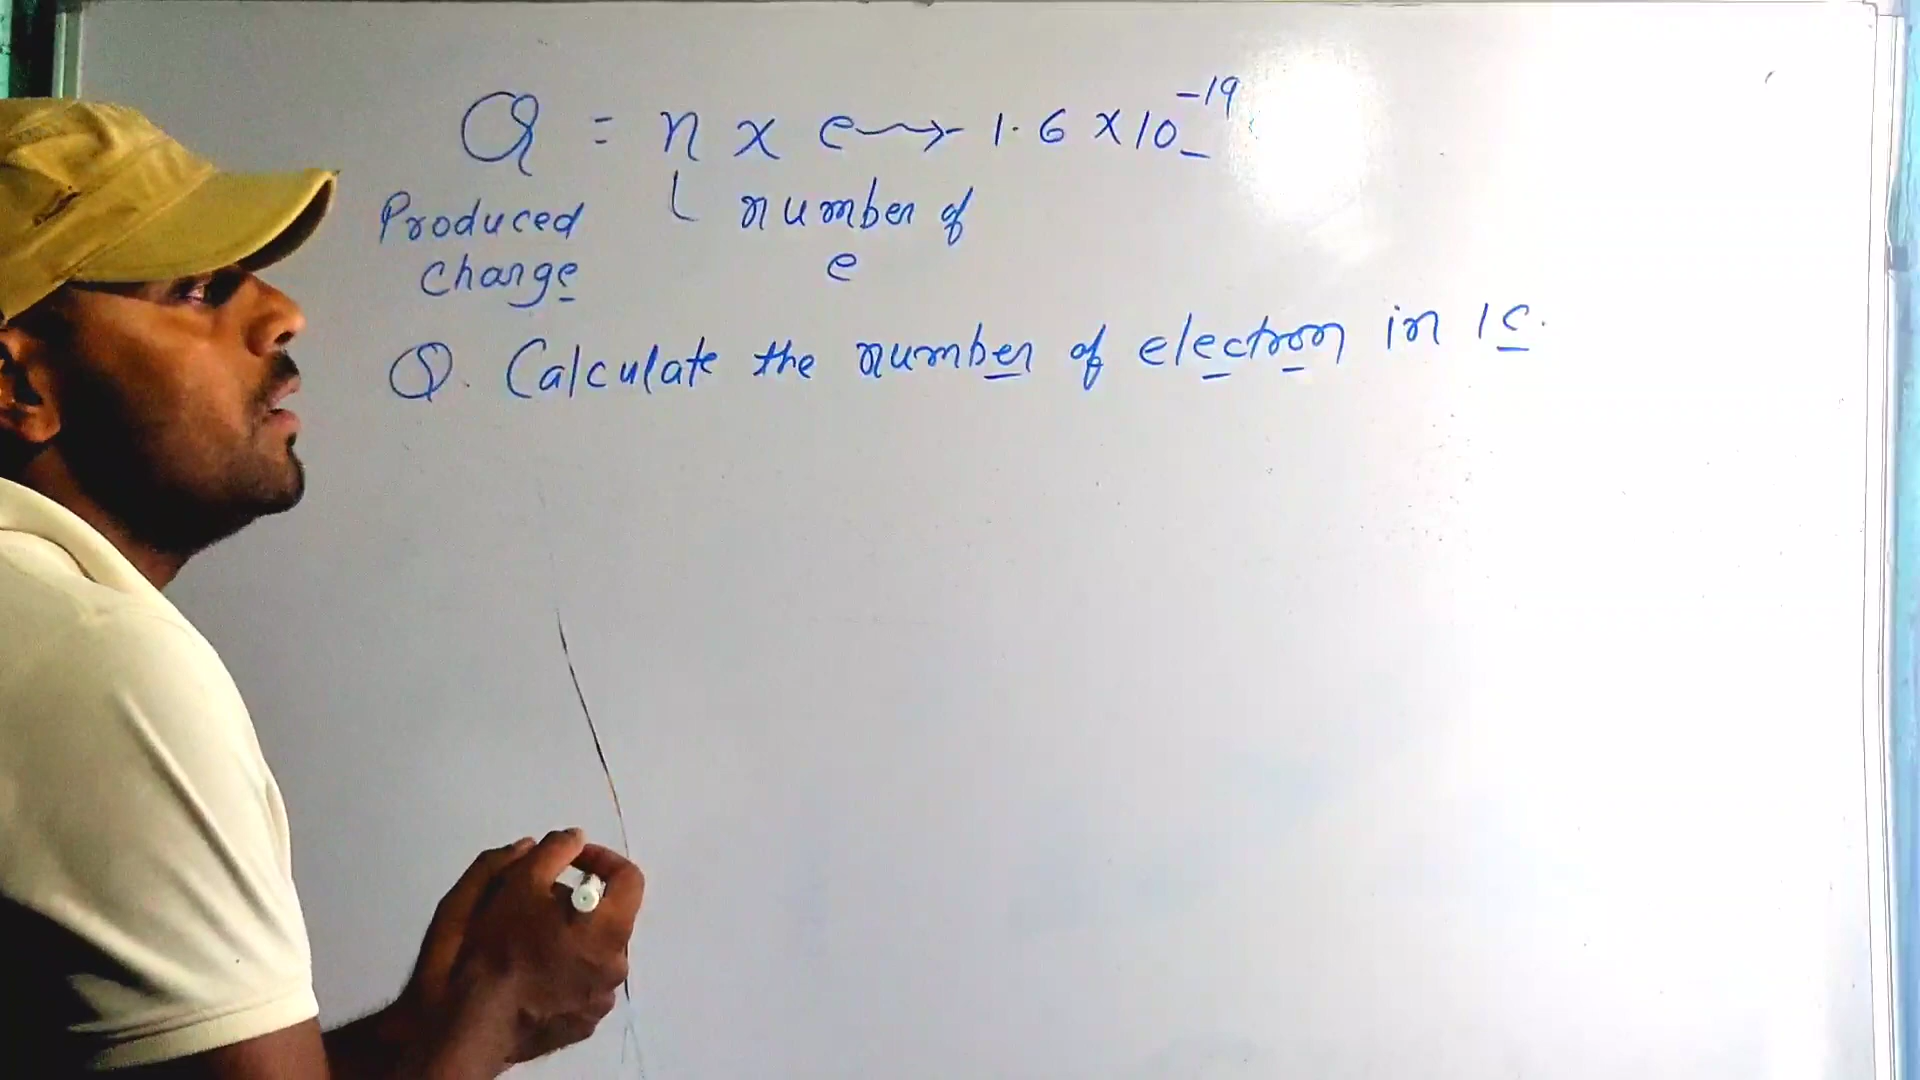 Q = n x e → 1.6 x 10⁻¹⁹
Produced number of
Charge e
Q. Calculate the number of electron in 1C.